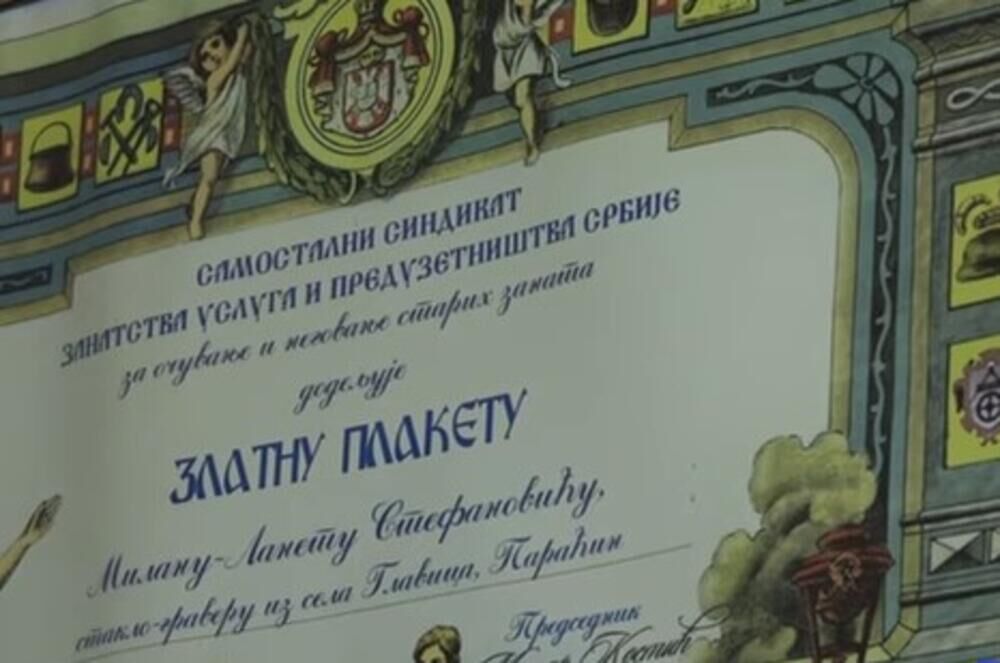 САМОСТАЛНИ СИНДИКАТ
ЗАНАТСТВА УСЛУГА И ПРЕДУЗЕТНИШТВА СРБИЈЕ
за очување и неговање старих заната
додељује
ЗЛАТНУ ПЛАКЕТУ
Милану-Ланету Стефановићу,
стакло-граверу из села Главица, Параћин
Председник
Костић